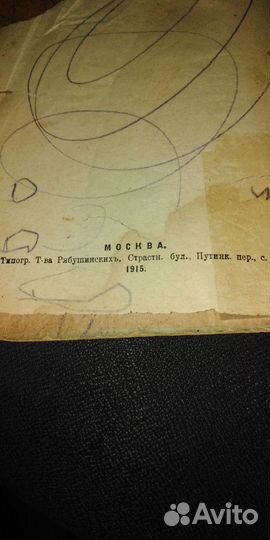 МОСКВА.
Типогр. Т-ва Рябушинскихъ, Страстн. бул., Путинк. пер., с.
1915.
Avito